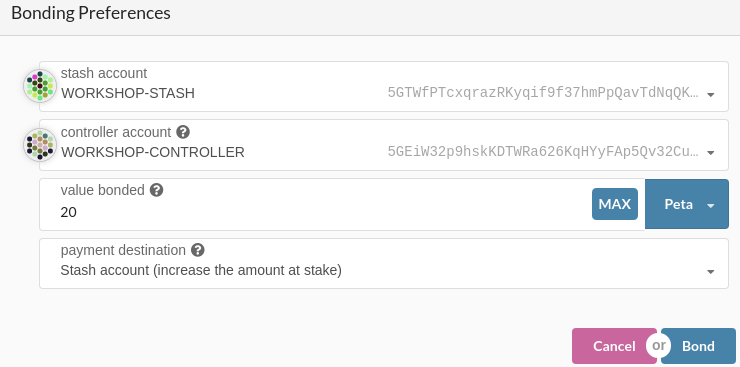 Bonding Preferences
stash account
WORKSHOP-STASH 5GTWfPTcxqrazRKyqif9f37hmPpQavTdNqQK…
controller account
WORKSHOP-CONTROLLER 5GEiW32p9hskKDTWRa626KqHYyFAp5Qv32Cu…
value bonded
20 MAX Peta
payment destination
Stash account (increase the amount at stake)
Cancel or Bond